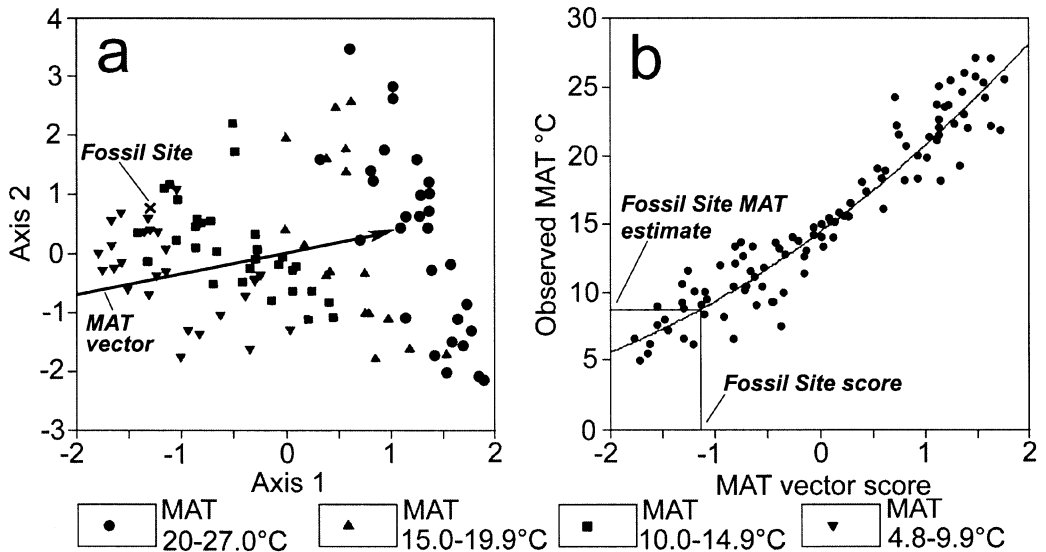 a
4
3
2
1
0
-1
-2
-3
Axis 2
Fossil Site
MAT
vector
-2
-1
0
1
2
Axis 1
b
30
25
20
15
10
5
0
Observed MAT °C
Fossil Site MAT
estimate
Fossil Site score
-2
-1
0
1
2
MAT vector score
MAT
20-27.0°C
MAT
15.0-19.9°C
MAT
10.0-14.9°C
MAT
4.8-9.9°C